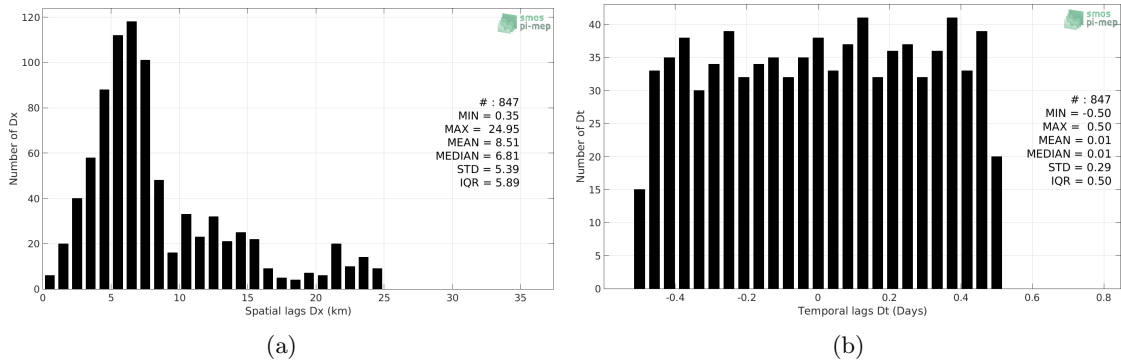 smos
pi-mep
120
100
80
60
40
20
0
Number of Dx
# : 847
MIN = 0.35
MAX = 24.95
MEAN = 8.51
MEDIAN = 6.81
STD = 5.39
IQR = 5.89
0 5 10 15 20 25 30 35
Spatial lags Dx (km)
(a)
smos
pi-mep
40
35
30
25
20
15
10
5
0
Number of Dt
# : 847
MIN = -0.50
MAX = 0.50
MEAN = 0.01
MEDIAN = 0.01
STD = 0.29
IQR = 0.50
-0.4 -0.2 0 0.2 0.4 0.6 0.8
Temporal lags Dt (Days)
(b)